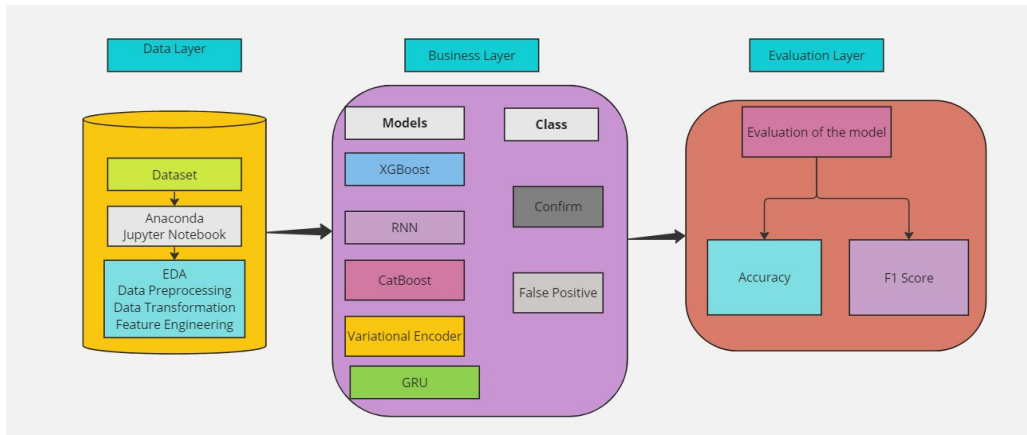 Data Layer
Dataset
Anaconda
Jupyter Notebook
EDA
Data Preprocessing
Data Transformation
Feature Engineering
Business Layer
Models
XGBoost
RNN
CatBoost
Variational Encoder
GRU
Class
Confirm
False Positive
Evaluation Layer
Evaluation of the model
Accuracy
F1 Score